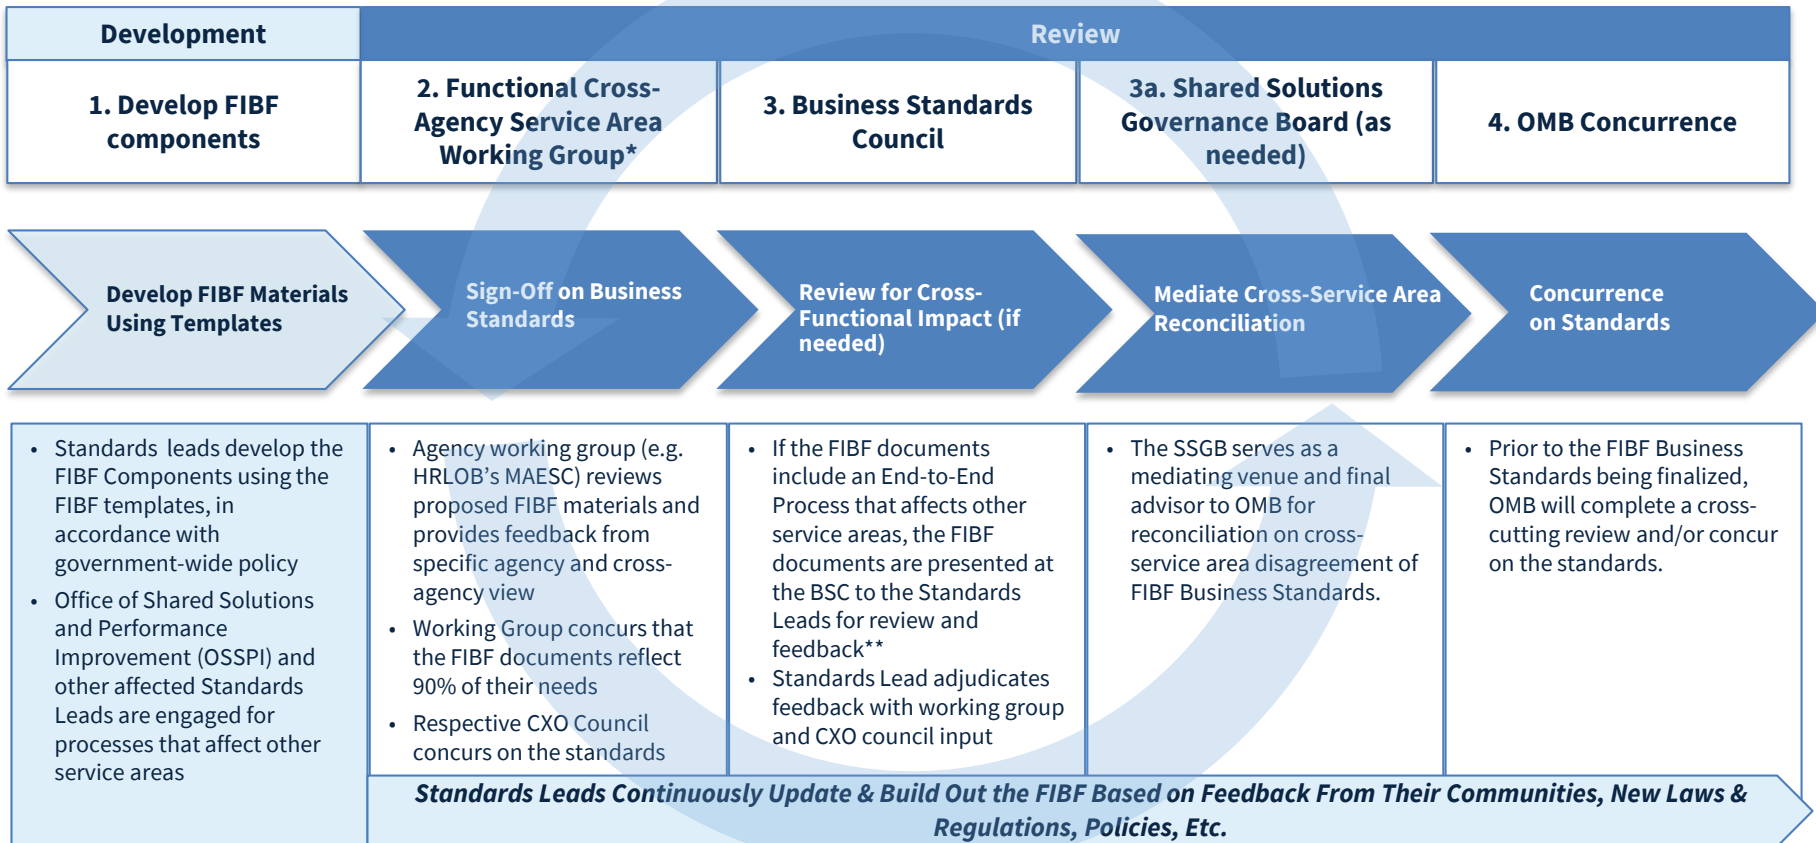 Development
Review
1. Develop FIBF
components
2. Functional Cross-
Agency Service Area
Working Group*
3. Business Standards
Council
3a. Shared Solutions
Governance Board (as
needed)
4. OMB Concurrence
Develop FIBF Materials
Using Templates
Sign-Off on Business
Standards
Review for Cross-
Functional Impact (if
needed)
Mediate Cross-Service Area
Reconciliation
Concurrence
on Standards
• Standards leads develop the
FIBF Components using the
FIBF templates, in
accordance with
government-wide policy
• Office of Shared Solutions
and Performance
Improvement (OSSPI) and
other affected Standards
Leads are engaged for
processes that affect other
service areas
• Agency working group (e.g.
HRLOB's MAESC) reviews
proposed FIBF materials and
provides feedback from
specific agency and cross-
agency view
• Working Group concurs that
the FIBF documents reflect
90% of their needs
• Respective CXO Council
concurs on the standards
• If the FIBF documents
include an End-to-End
Process that affects other
service areas, the FIBF
documents are presented at
the BSC to the Standards
Leads for review and
feedback**
• Standards Lead adjudicates
feedback with working group
and CXO council input
• The SSGB serves as a
mediating venue and final
advisor to OMB for
reconciliation on cross-
service area disagreement of
FIBF Business Standards.
• Prior to the FIBF Business
Standards being finalized,
OMB will complete a cross-
cutting review and/or concur
on the standards.
Standards Leads Continuously Update & Build Out the FIBF Based on Feedback From Their Communities, New Laws &
Regulations, Policies, Etc.